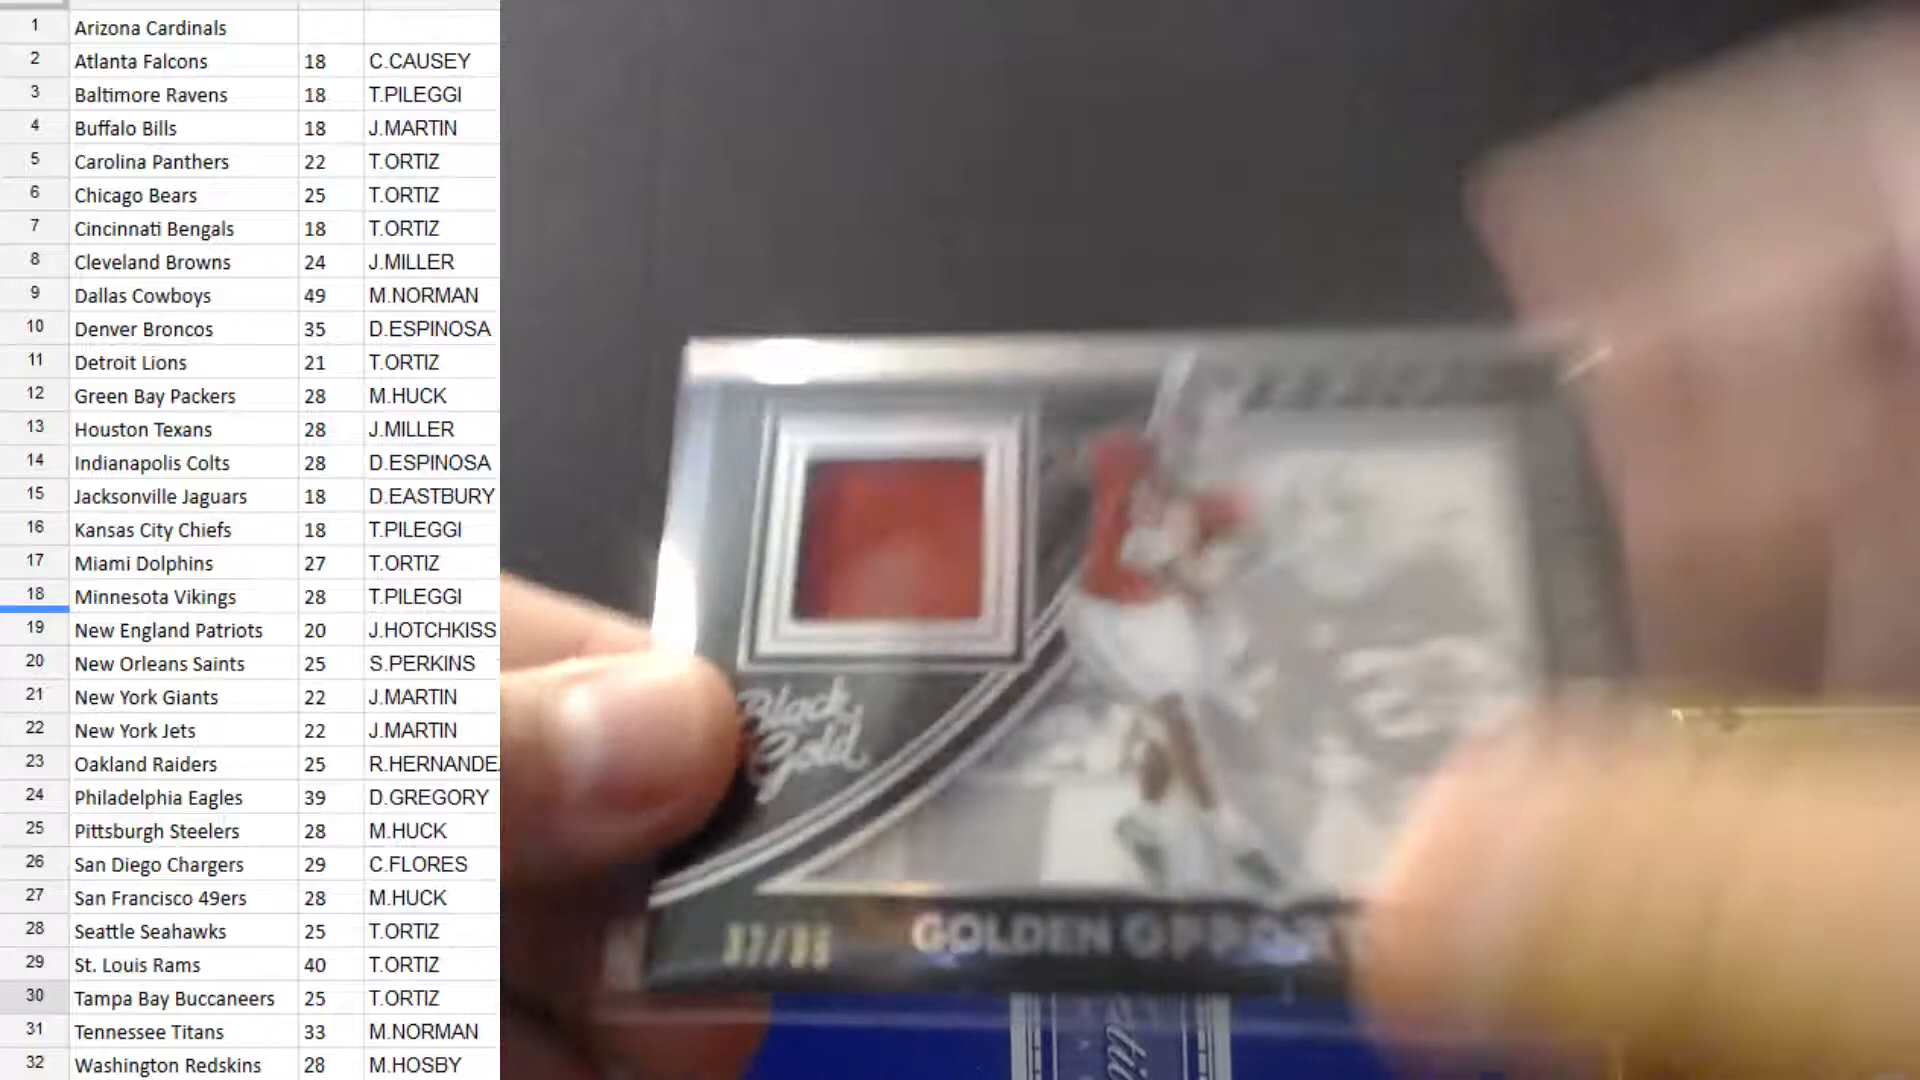 1 Arizona Cardinals
2 Atlanta Falcons 18 C.CAUSEY
3 Baltimore Ravens 18 T.PILEGGI
4 Buffalo Bills 18 J.MARTIN
5 Carolina Panthers 22 T.ORTIZ
6 Chicago Bears 25 T.ORTIZ
7 Cincinnati Bengals 18 T.ORTIZ
8 Cleveland Browns 24 J.MILLER
9 Dallas Cowboys 49 M.NORMAN
10 Denver Broncos 35 D.ESPINOSA
11 Detroit Lions 21 T.ORTIZ
12 Green Bay Packers 28 M.HUCK
13 Houston Texans 28 J.MILLER
14 Indianapolis Colts 28 D.ESPINOSA
15 Jacksonville Jaguars 18 D.EASTBURY
16 Kansas City Chiefs 18 T.PILEGGI
17 Miami Dolphins 27 T.ORTIZ
18 Minnesota Vikings 28 T.PILEGGI
19 New England Patriots 20 J.HOTCHKISS
20 New Orleans Saints 25 S.PERKINS
21 New York Giants 22 J.MARTIN
22 New York Jets 22 J.MARTIN
23 Oakland Raiders 25 R.HERNANDE
24 Philadelphia Eagles 39 D.GREGORY
25 Pittsburgh Steelers 28 M.HUCK
26 San Diego Chargers 29 C.FLORES
27 San Francisco 49ers 28 M.HUCK
28 Seattle Seahawks 25 T.ORTIZ
29 St. Louis Rams 40 T.ORTIZ
30 Tampa Bay Buccaneers 25 T.ORTIZ
31 Tennessee Titans 33 M.NORMAN
32 Washington Redskins 28 M.HOSBY
Black
Gold
GOLDEN OPPORT